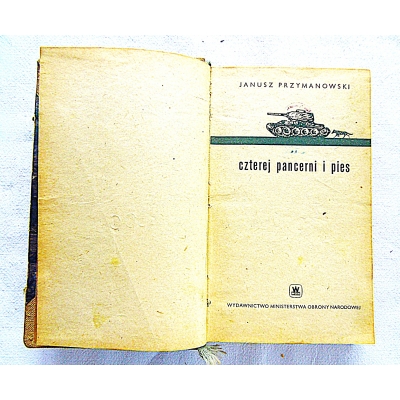 JANUSZ PRZYMANOWSKI
czterej pancerni i pies
WYDAWNICTWO MINISTERSTWA OBRONY NARODOWEJ